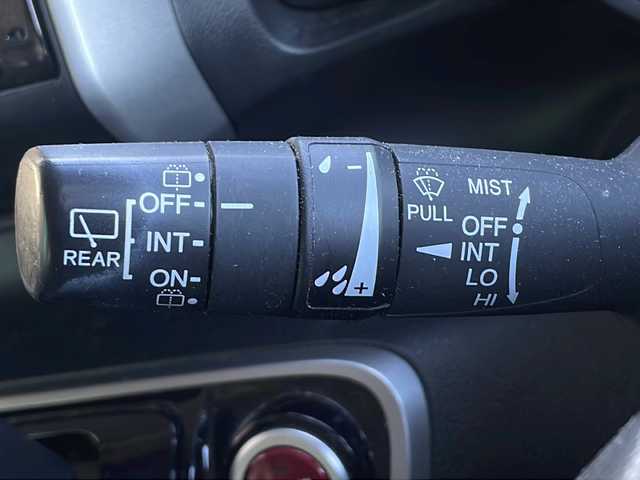 OFF
REAR
INT
ON
-
+
PULL
MIST
OFF
INT
LO
HI